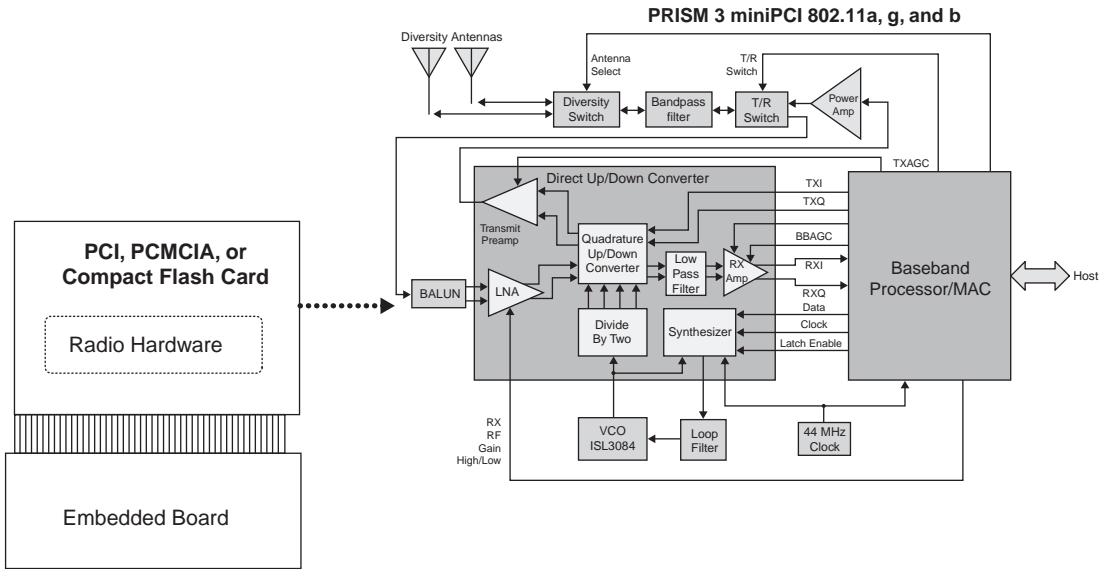 PRISM 3 miniPCI 802.11a, g, and b
Diversity Antennas
Antenna
Select
T/R
Switch
Diversity
Switch
Bandpass
filter
T/R
Switch
Power
Amp
TXAGC
Direct Up/Down Converter
TXI
TXQ
Transmit
Preamp
Quadrature
Up/Down
Converter
BBAGC
Low
Pass
Filter
RX
Amp
RXI
RXQ
Baseband
Processor/MAC
Host
PCI, PCMCIA, or
Compact Flash Card
Radio Hardware
BALUN
LNA
Divide
By Two
Synthesizer
Data
Clock
Latch Enable
RX
RF
Gain
High/Low
VCO
ISL3084
Loop
Filter
44 MHz
Clock
Embedded Board